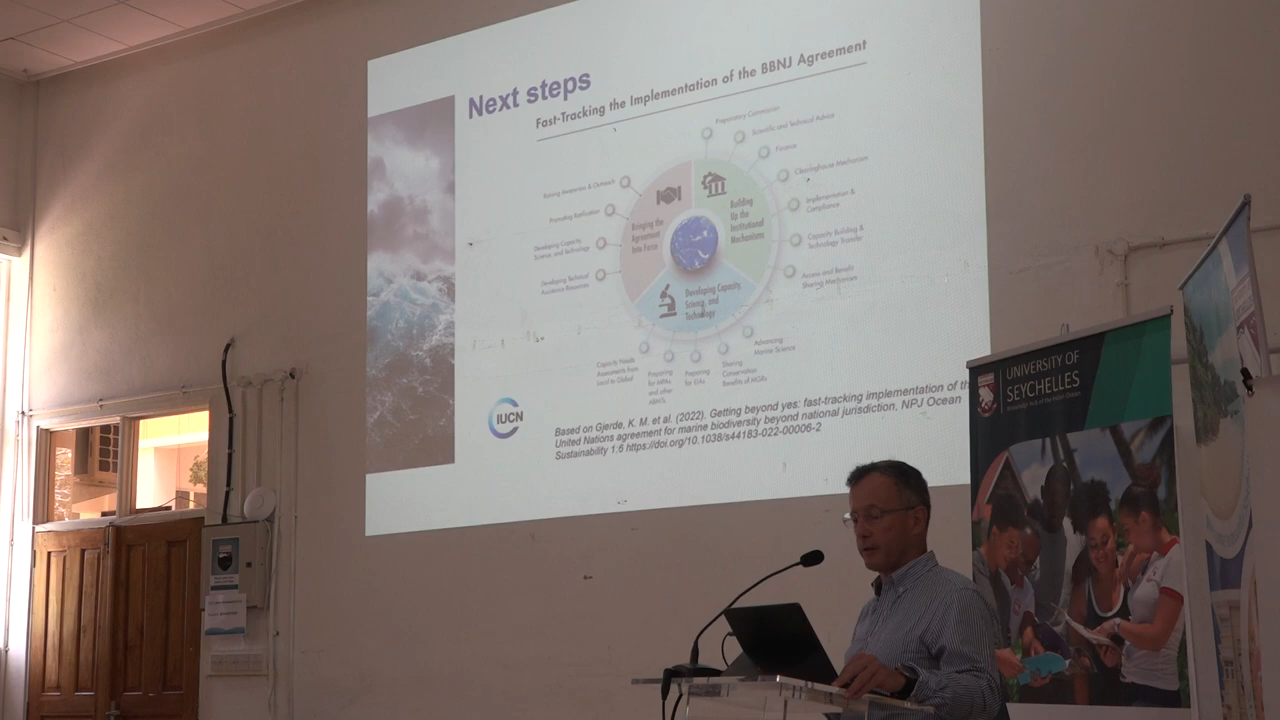 Next steps
Fast-Tracking the Implementation of the BBNJ Agreement
Preparatory Commission
Scientific and Technical Advice
Finance
Clearinghouse Mechanism
Implementation &
Compliance
Capacity Building &
Technology Transfer
Access and Benefit
Sharing Mechanism
Raising Awareness & Outreach
Promoting Ratification
Developing Capacity
Science, and Technology
Developing Technical
Assistance Resources
Bringing the
Agreement
Into Force
Building
Up the
Institutional
Mechanisms
Developing Capacity,
Science, and
Technology
Capacity Needs
Assessments from
Local to Global
Preparing
for MPAs
and other
ABMTs
Preparing
for EIAs
Sharing
Conservation
Benefits of MGRs
Advancing
Marine Science
IUCN
Based on Gjerde, K. M. et al. (2022). Getting beyond yes: fast-tracking implementation of th
United Nations agreement for marine biodiversity beyond national jurisdiction, NPJ Ocean
Sustainability 1:6 https://doi.org/10.1038/s44183-022-00006-2
UNIVERSITY OF
SEYCHELLES